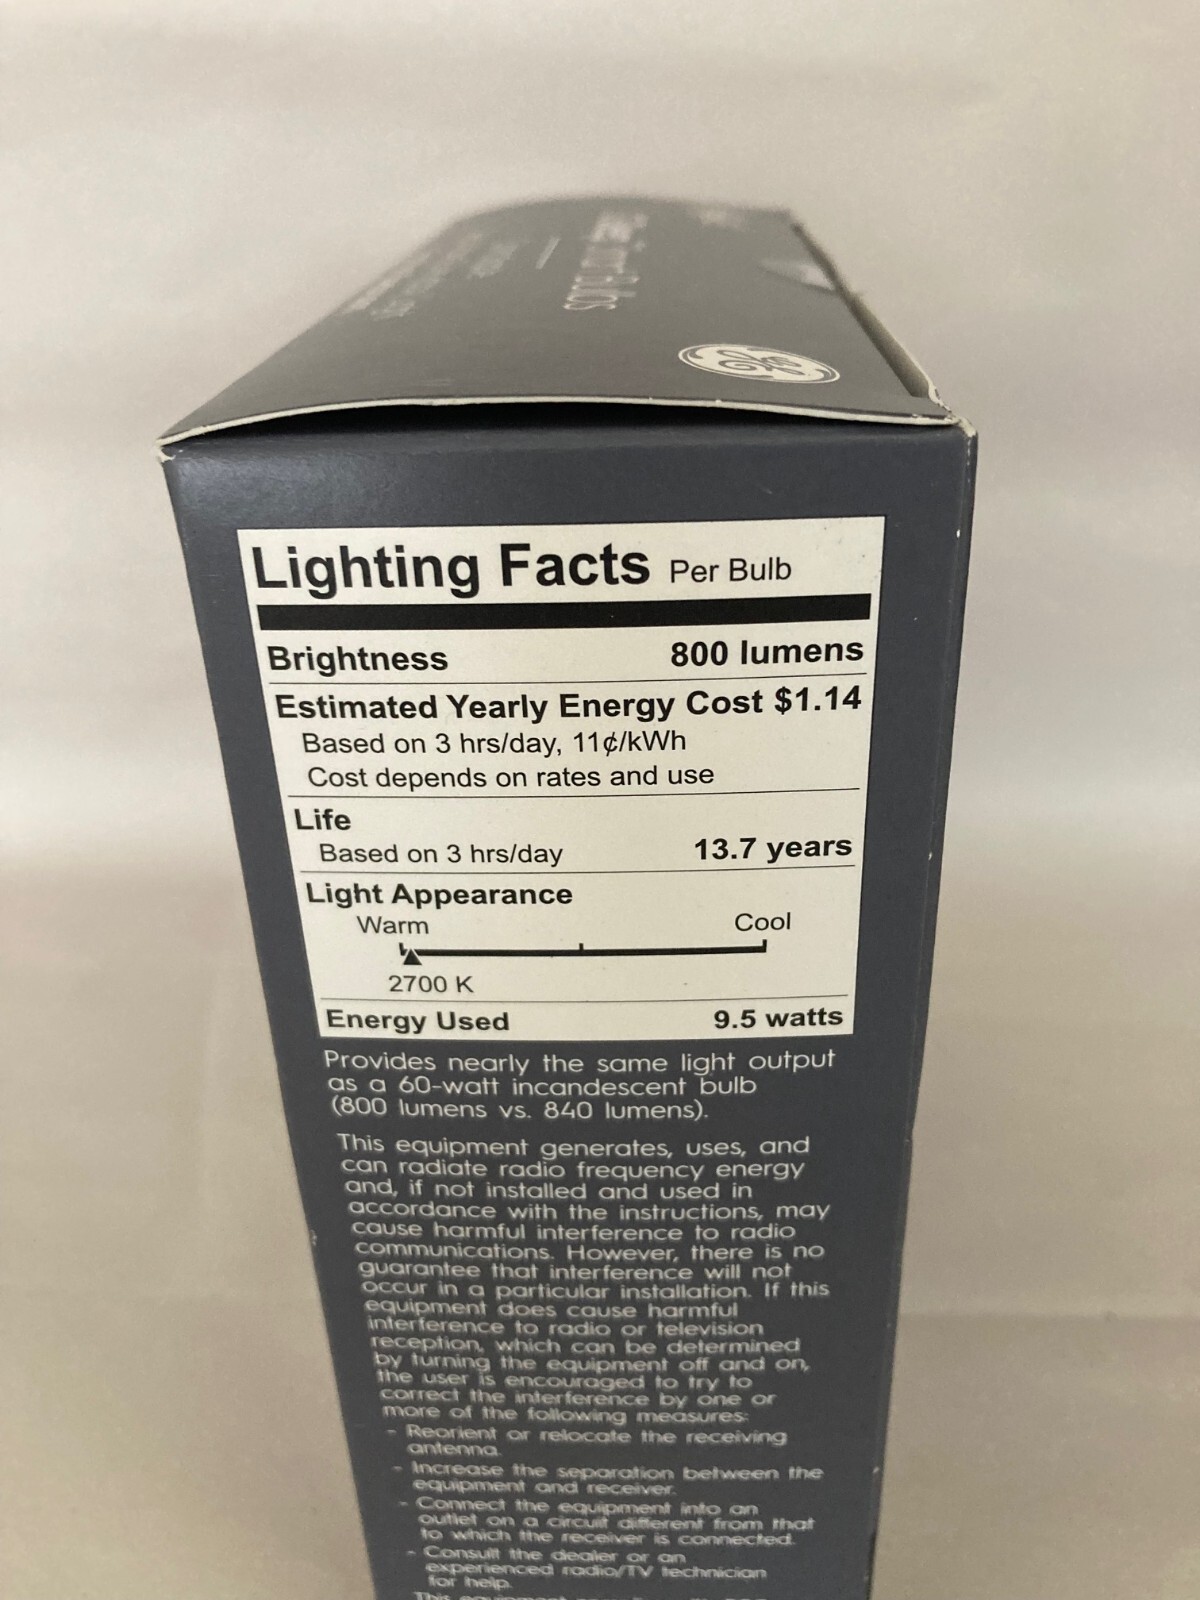 Lighting Facts Per Bulb
Brightness 800 lumens
Estimated Yearly Energy Cost $1.14
Based on 3 hrs/day, 11¢/kWh
Cost depends on rates and use
Life
Based on 3 hrs/day 13.7 years
Light Appearance
Warm Cool
2700 K
Energy Used 9.5 watts
Provides nearly the same light output
as a 60-watt incandescent bulb
(800 lumens vs. 840 lumens).
This equipment generates, uses, and
can radiate radio frequency energy
and, if not installed and used in
accordance with the instructions, may
cause harmful interference to radio
communications. However, there is no
guarantee that interference will not
occur in a particular installation. If this
equipment does cause harmful
interference to radio or television
reception, which can be determined
by turning the equipment off and on,
the user is encouraged to try to
correct the interference by one or
more of the following measures:
- Reorient or relocate the receiving
antenna.
- Increase the separation between the
equipment and receiver.
- Connect the equipment into an
outlet on a circuit different from that
to which the receiver is connected.
- Consult the dealer or an
experienced radio/TV technician
for help.
This equipment